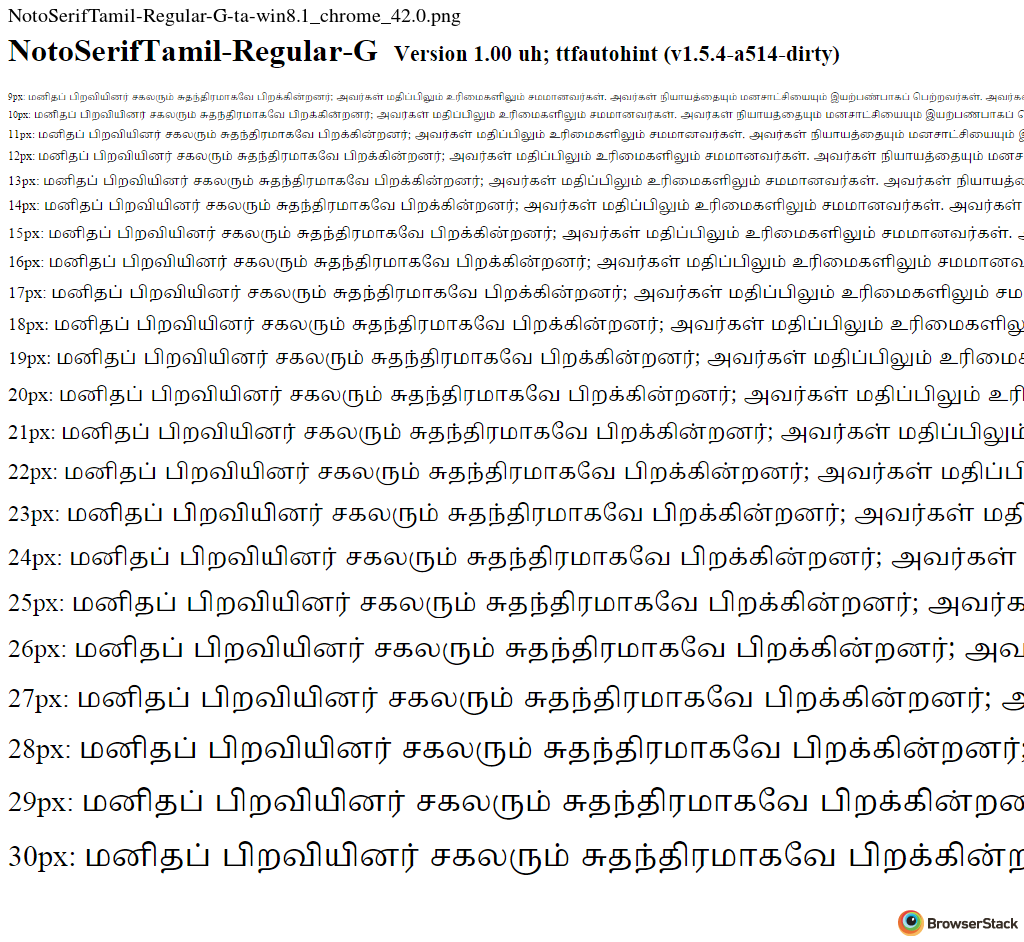 NotoSerifTamil-Regular-G-ta-win8.1_chrome_42.0.png
NotoSerifTamil-Regular-G Version 1.00 uh; ttfautohint (v1.5.4-a514-dirty)
9px: மனிதப் பிறவியினர் சகலரும் சுதந்திரமாகவே பிறக்கின்றனர்; அவர்கள் மதிப்பிலும் உரிமைகளிலும் சமமானவர்கள். அவர்கள் நியாயத்தையும் மனசாட்சியையும் இயற்பண்பாகப் பெற்றவர்கள்.
10px: மனிதப் பிறவியினர் சகலரும் சுதந்திரமாகவே பிறக்கின்றனர்; அவர்கள் மதிப்பிலும் உரிமைகளிலும் சமமானவர்கள். அவர்கள் நியாயத்தையும் மனசாட்சியையும் இயற்பண்பாகப்
11px: மனிதப் பிறவியினர் சகலரும் சுதந்திரமாகவே பிறக்கின்றனர்; அவர்கள் மதிப்பிலும் உரிமைகளிலும் சமமானவர்கள். அவர்கள் நியாயத்தையும் மனசாட்சியையும்
12px: மனிதப் பிறவியினர் சகலரும் சுதந்திரமாகவே பிறக்கின்றனர்; அவர்கள் மதிப்பிலும் உரிமைகளிலும் சமமானவர்கள். அவர்கள் நியாயத்தையும் மனச
13px: மனிதப் பிறவியினர் சகலரும் சுதந்திரமாகவே பிறக்கின்றனர்; அவர்கள் மதிப்பிலும் உரிமைகளிலும் சமமானவர்கள். அவர்கள் நியாயத்
14px: மனிதப் பிறவியினர் சகலரும் சுதந்திரமாகவே பிறக்கின்றனர்; அவர்கள் மதிப்பிலும் உரிமைகளிலும் சமமானவர்கள். அவர்கள்
15px: மனிதப் பிறவியினர் சகலரும் சுதந்திரமாகவே பிறக்கின்றனர்; அவர்கள் மதிப்பிலும் உரிமைகளிலும் சமமானவர்கள்.
16px: மனிதப் பிறவியினர் சகலரும் சுதந்திரமாகவே பிறக்கின்றனர்; அவர்கள் மதிப்பிலும் உரிமைகளிலும் சமமானவ
17px: மனிதப் பிறவியினர் சகலரும் சுதந்திரமாகவே பிறக்கின்றனர்; அவர்கள் மதிப்பிலும் உரிமைகளிலும் சம
18px: மனிதப் பிறவியினர் சகலரும் சுதந்திரமாகவே பிறக்கின்றனர்; அவர்கள் மதிப்பிலும் உரிமைகளிலு
19px: மனிதப் பிறவியினர் சகலரும் சுதந்திரமாகவே பிறக்கின்றனர்; அவர்கள் மதிப்பிலும் உரிமைக
20px: மனிதப் பிறவியினர் சகலரும் சுதந்திரமாகவே பிறக்கின்றனர்; அவர்கள் மதிப்பிலும் உரி
21px: மனிதப் பிறவியினர் சகலரும் சுதந்திரமாகவே பிறக்கின்றனர்; அவர்கள் மதிப்பிலும்
22px: மனிதப் பிறவியினர் சகலரும் சுதந்திரமாகவே பிறக்கின்றனர்; அவர்கள் மதிப்பி
23px: மனிதப் பிறவியினர் சகலரும் சுதந்திரமாகவே பிறக்கின்றனர்; அவர்கள் மதி
24px: மனிதப் பிறவியினர் சகலரும் சுதந்திரமாகவே பிறக்கின்றனர்; அவர்கள்
25px: மனிதப் பிறவியினர் சகலரும் சுதந்திரமாகவே பிறக்கின்றனர்; அவர்க
26px: மனிதப் பிறவியினர் சகலரும் சுதந்திரமாகவே பிறக்கின்றனர்; அவ
27px: மனிதப் பிறவியினர் சகலரும் சுதந்திரமாகவே பிறக்கின்றனர்;
28px: மனிதப் பிறவியினர் சகலரும் சுதந்திரமாகவே பிறக்கின்றனர்;
29px: மனிதப் பிறவியினர் சகலரும் சுதந்திரமாகவே பிறக்கின்றன
30px: மனிதப் பிறவியினர் சகலரும் சுதந்திரமாகவே பிறக்கின்ற
BrowserStack